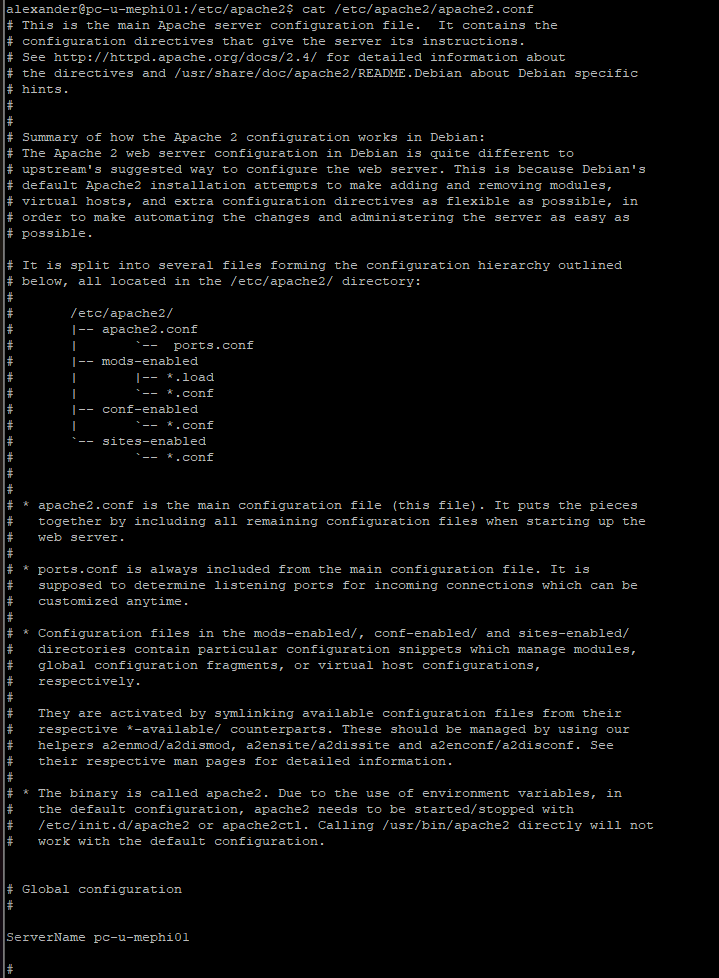 alexander@pc-u-mephi01:/etc/apache2$ cat /etc/apache2/apache2.conf
# This is the main Apache server configuration file.  It contains the
# configuration directives that give the server its instructions.
# See http://httpd.apache.org/docs/2.4/ for detailed information about
# the directives and /usr/share/doc/apache2/README.Debian about Debian specific
# hints.
#
#
# Summary of how the Apache 2 configuration works in Debian:
# The Apache 2 web server configuration in Debian is quite different to
# upstream's suggested way to configure the web server. This is because Debian's
# default Apache2 installation attempts to make adding and removing modules,
# virtual hosts, and extra configuration directives as flexible as possible, in
# order to make automating the changes and administering the server as easy as
# possible.

# It is split into several files forming the configuration hierarchy outlined
# below, all located in the /etc/apache2/ directory:
#
#       /etc/apache2/
#       |-- apache2.conf
#       |       `--  ports.conf
#       |-- mods-enabled
#       |       |-- *.load
#       |       `-- *.conf
#       |-- conf-enabled
#       |       `-- *.conf
#       `-- sites-enabled
#               `-- *.conf
#
#
# * apache2.conf is the main configuration file (this file). It puts the pieces
#   together by including all remaining configuration files when starting up the
#   web server.
#
# * ports.conf is always included from the main configuration file. It is
#   supposed to determine listening ports for incoming connections which can be
#   customized anytime.
#
# * Configuration files in the mods-enabled/, conf-enabled/ and sites-enabled/
#   directories contain particular configuration snippets which manage modules,
#   global configuration fragments, or virtual host configurations,
#   respectively.
#
#   They are activated by symlinking available configuration files from their
#   respective *-available/ counterparts. These should be managed by using our
#   helpers a2enmod/a2dismod, a2ensite/a2dissite and a2enconf/a2disconf. See
#   their respective man pages for detailed information.
#
# * The binary is called apache2. Due to the use of environment variables, in
#   the default configuration, apache2 needs to be started/stopped with
#   /etc/init.d/apache2 or apache2ctl. Calling /usr/bin/apache2 directly will not
#   work with the default configuration.


# Global configuration
#

ServerName pc-u-mephi01

#